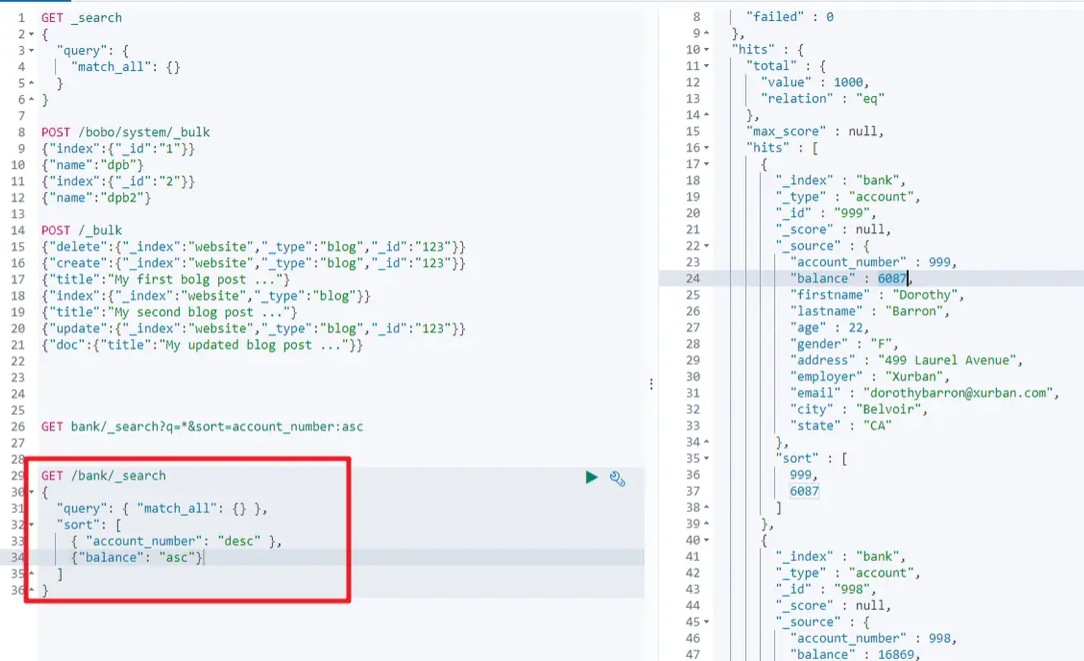 1 GET _search
2 {
3 "query": {
4 "match_all": {}
5 }
6 }
7
8 POST /bobo/system/_bulk
9 {"index":{"_id":"1"}}
10 {"name":"dpb"}
11 {"index":{"_id":"2"}}
12 {"name":"dpb2"}
13
14 POST /_bulk
15 {"delete":{"_index":"website","_type":"blog","_id":"123"}}
16 {"create":{"_index":"website","_type":"blog","_id":"123"}}
17 {"title":"My first bolg post ..."}
18 {"index":{"_index":"website","_type":"blog"}}
19 {"title":"My second blog post ..."}
20 {"update":{"_index":"website","_type":"blog","_id":"123"}}
21 {"doc":{"title":"My updated blog post ..."}}
22
23
24
25
26 GET bank/_search?q=*&sort=account_number:asc
27
28
29 GET /bank/_search
30 {
31 "query": { "match_all": {} },
32 "sort": [
33 { "account_number": "desc" },
34 {"balance": "asc"}
35 ]
36 }
8 "failed" : 0
9 },
10 "hits" : {
11 "total" : {
12 "value" : 1000,
13 "relation" : "eq"
14 },
15 "max_score" : null,
16 "hits" : [
17 {
18 "_index" : "bank",
19 "_type" : "account",
20 "_id" : "999",
21 "_score" : null,
22 "_source" : {
23 "account_number" : 999,
24 "balance" : 6087,
25 "firstname" : "Dorothy",
26 "lastname" : "Barron",
27 "age" : 22,
28 "gender" : "F",
29 "address" : "499 Laurel Avenue",
30 "employer" : "Xurban",
31 "email" : "dorothybarron@xurban.com",
32 "city" : "Belvoir",
33 "state" : "CA"
34 },
35 "sort" : [
36 999,
37 6087
38 ]
39 },
40 {
41 "_index" : "bank",
42 "_type" : "account",
43 "_id" : "998",
44 "_score" : null,
45 "_source" : {
46 "account_number" : 998,
47 "balance" : 16869,